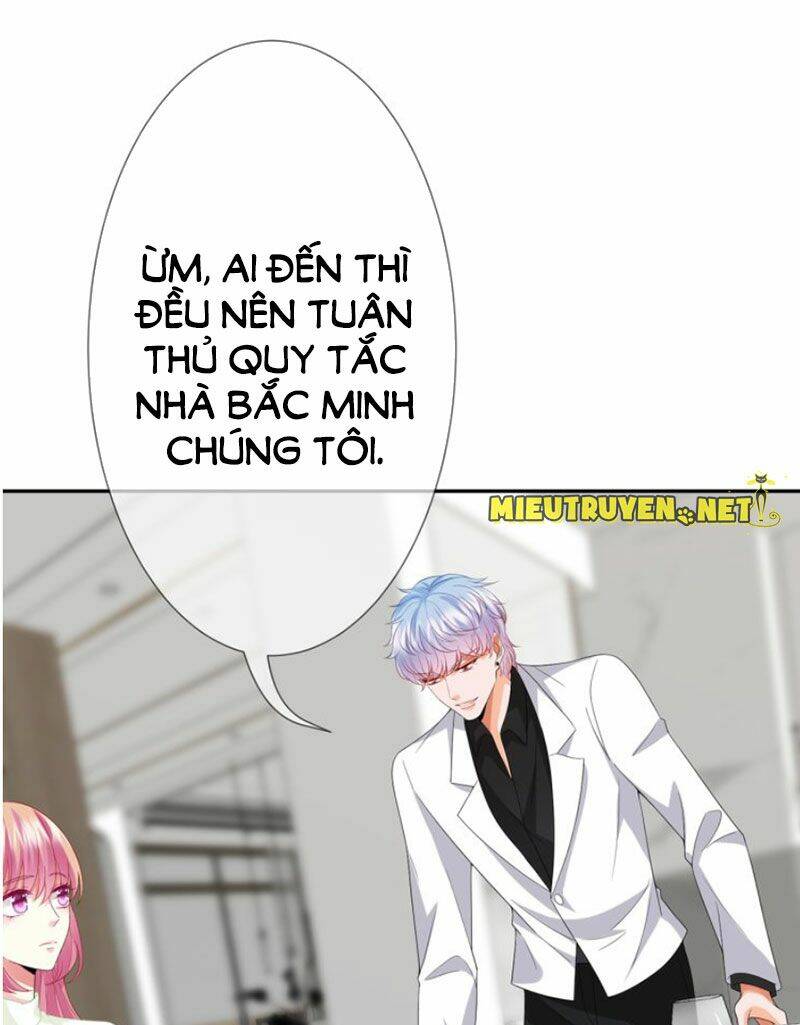 ỪM, AI ĐẾN THÌ
ĐỀU NÊN TUÂN
THỦ QUY TẮC
NHÀ BẮC MINH
CHÚNG TÔI.
MIEUTRUYEN.NET